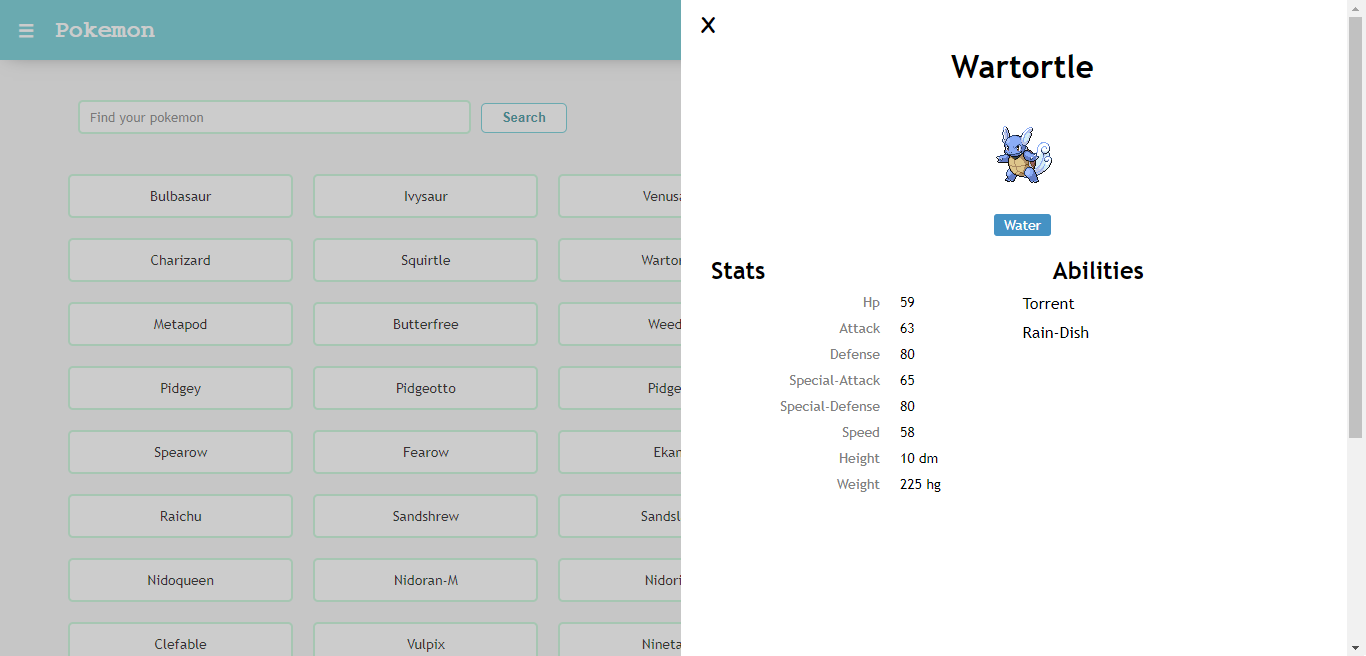 ☰ Pokemon
Find your pokemon
Search
Bulbasaur Ivysaur Venusa
Charizard Squirtle Wartor
Metapod Butterfree Weed
Pidgey Pidgeotto Pidge
Spearow Fearow Ekan
Raichu Sandshrew Sandsl
Nidoqueen Nidoran-M Nidori
Clefable Vulpix Nineta
X
Wartortle
Water
Stats
Hp 59
Attack 63
Defense 80
Special-Attack 65
Special-Defense 80
Speed 58
Height 10 dm
Weight 225 hg
Abilities
Torrent
Rain-Dish